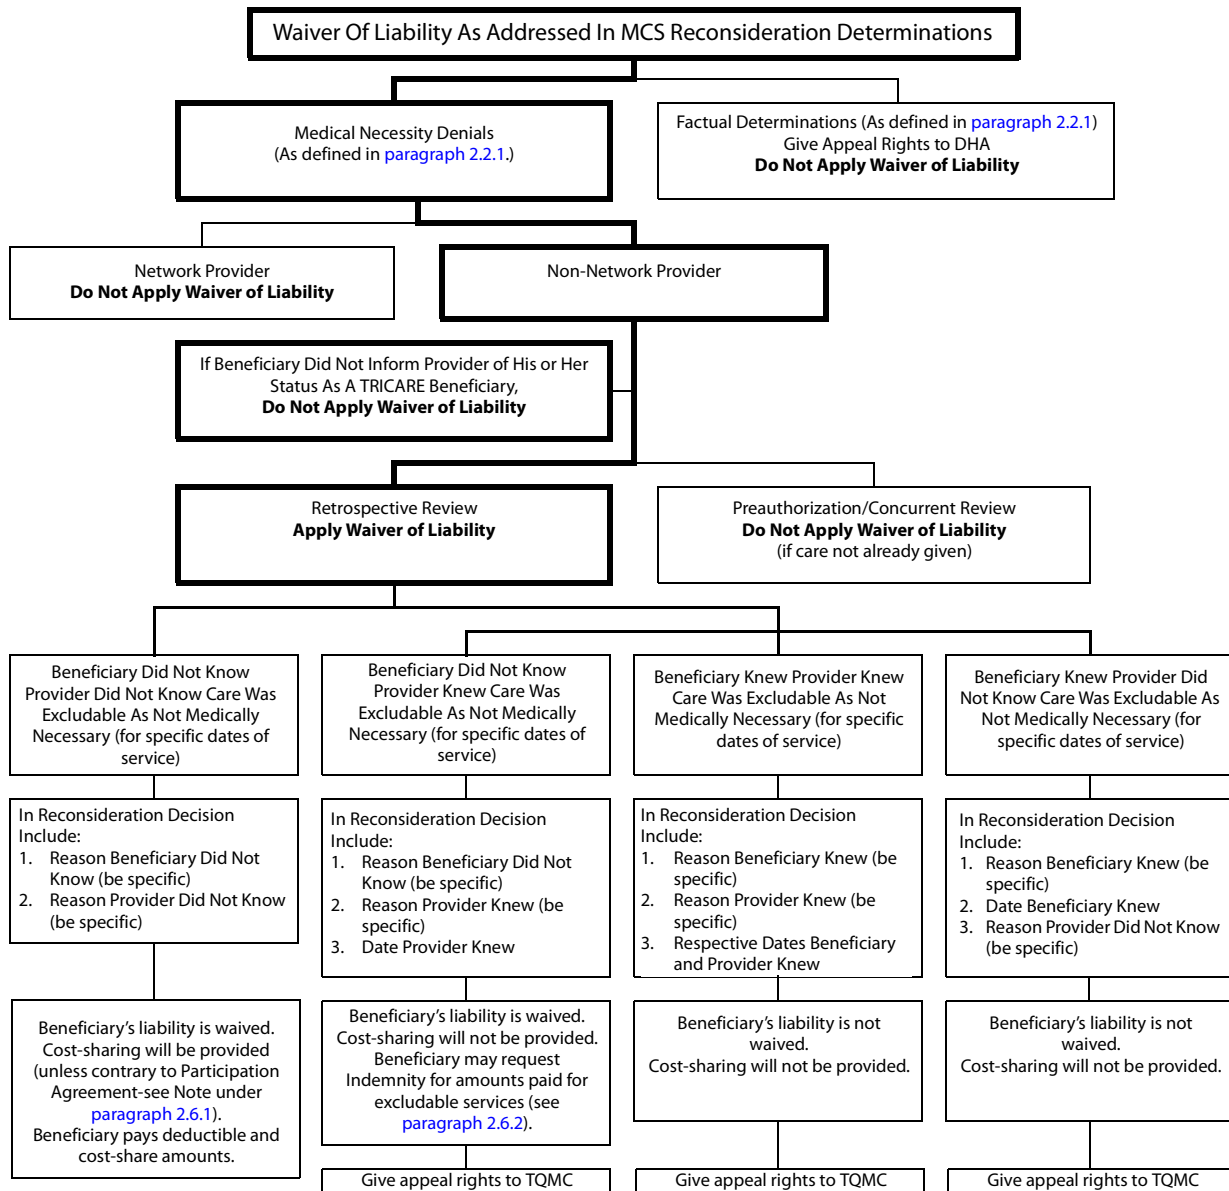 Waiver Of Liability As Addressed In MCS Reconsideration Determinations
Medical Necessity Denials
(As defined in paragraph 2.2.1.)
Factual Determinations (As defined in paragraph 2.2.1)
Give Appeal Rights to DHA
Do Not Apply Waiver of Liability
Network Provider
Do Not Apply Waiver of Liability
Non-Network Provider
If Beneficiary Did Not Inform Provider of His or Her
Status As A TRICARE Beneficiary,
Do Not Apply Waiver of Liability
Retrospective Review
Apply Waiver of Liability
Preauthorization/Concurrent Review
Do Not Apply Waiver of Liability
(if care not already given)
Beneficiary Did Not Know
Provider Did Not Know Care Was
Excludable As Not Medically
Necessary (for specific dates of
service)
Beneficiary Did Not Know
Provider Knew Care Was
Excludable As Not Medically
Necessary (for specific dates of
service)
Beneficiary Knew Provider Knew
Care Was Excludable As Not
Medically Necessary (for specific
dates of service)
Beneficiary Knew Provider Did
Not Know Care Was Excludable As
Not Medically Necessary (for
specific dates of service)
In Reconsideration Decision
Include:
1. Reason Beneficiary Did Not
Know (be specific)
2. Reason Provider Did Not Know
(be specific)
In Reconsideration Decision
Include:
1. Reason Beneficiary Did Not
Know (be specific)
2. Reason Provider Knew (be
specific)
3. Date Provider Knew
In Reconsideration Decision
Include:
1. Reason Beneficiary Knew (be
specific)
2. Reason Provider Knew (be
specific)
3. Respective Dates Beneficiary
and Provider Knew
In Reconsideration Decision
Include:
1. Reason Beneficiary Knew (be
specific)
2. Date Beneficiary Knew
3. Reason Provider Did Not Know
(be specific)
Beneficiary's liability is waived.
Cost-sharing will be provided
(unless contrary to Participation
Agreement-see Note under
paragraph 2.6.1).
Beneficiary pays deductible and
cost-share amounts.
Beneficiary's liability is waived.
Cost-sharing will not be provided.
Beneficiary may request
Indemnity for amounts paid for
excludable services (see
paragraph 2.6.2).
Beneficiary's liability is not
waived.
Cost-sharing will not be provided.
Beneficiary's liability is not
waived.
Cost-sharing will not be provided.
Give appeal rights to TQMC
Give appeal rights to TQMC
Give appeal rights to TQMC